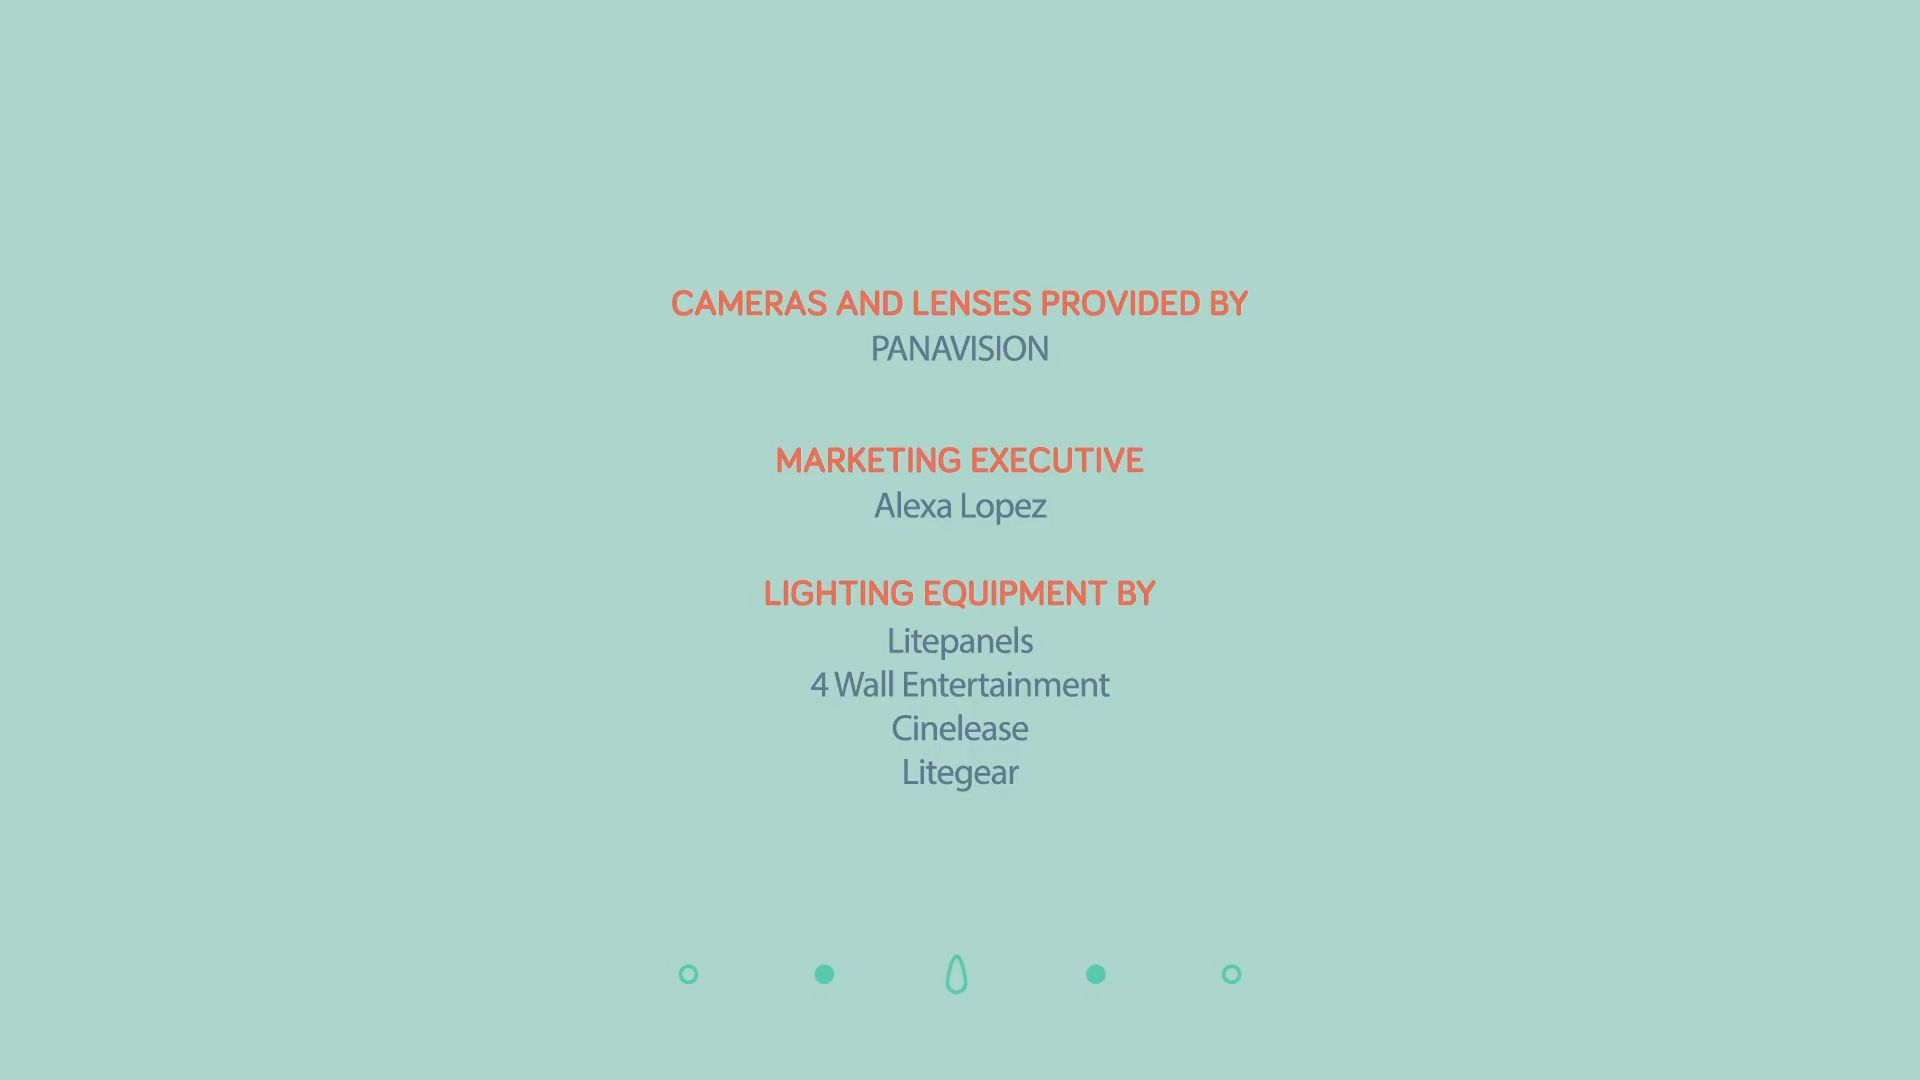 CAMERAS AND LENSES PROVIDED BY
PANAVISION
MARKETING EXECUTIVE
Alexa Lopez
LIGHTING EQUIPMENT BY
Litepanels
4 Wall Entertainment
Cinelease
Litegear